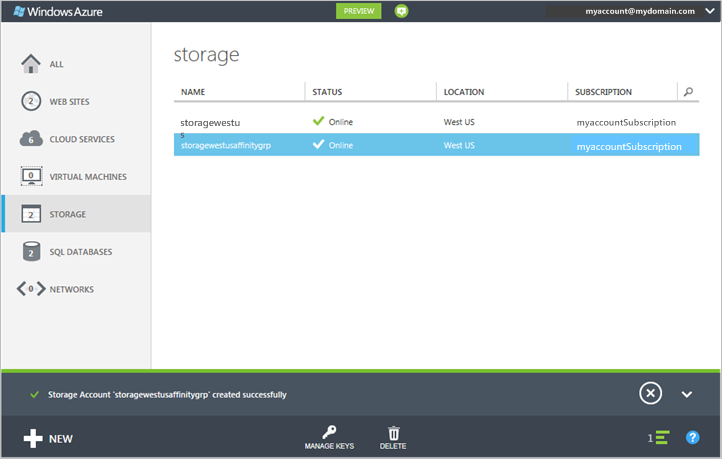 Windows Azure
PREVIEW
myaccount@mydomain.com
ALL
2 WEB SITES
6 CLOUD SERVICES
0 VIRTUAL MACHINES
2 STORAGE
2 SQL DATABASES
0 NETWORKS
storage
NAME STATUS LOCATION SUBSCRIPTION
storagewestu Online West US myaccountSubscription
s
storagewestusaffinitygrp Online West US myaccountSubscription
Storage Account 'storagewestusaffinitygrp' created successfully
NEW
MANAGE KEYS
DELETE
1
?